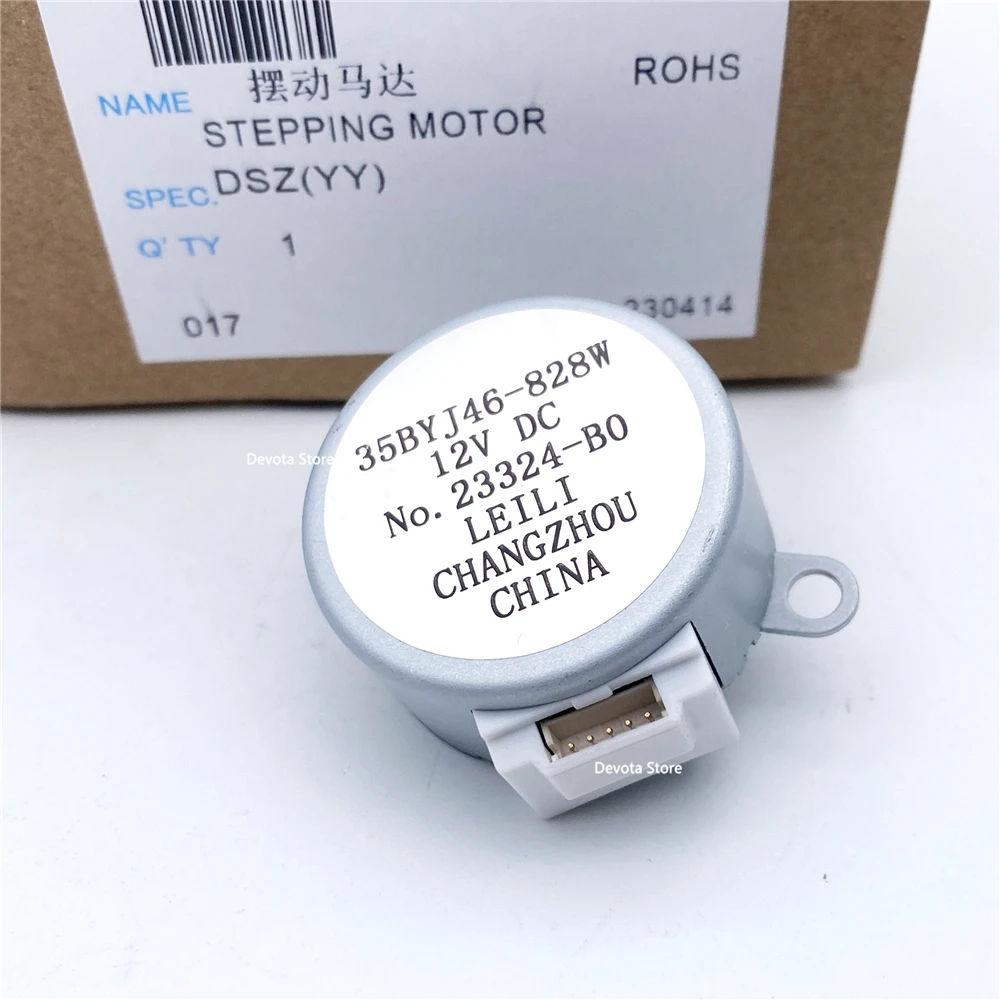 NAME 摆动马达 ROHS
STEPPING MOTOR
SPEC. DSZ(YY)
Q'TY 1
017
35BYJ46-828W
12V DC
No. 23324-B0
LEILI
CHANGZHOU
CHINA
Devota Store
Devota Store